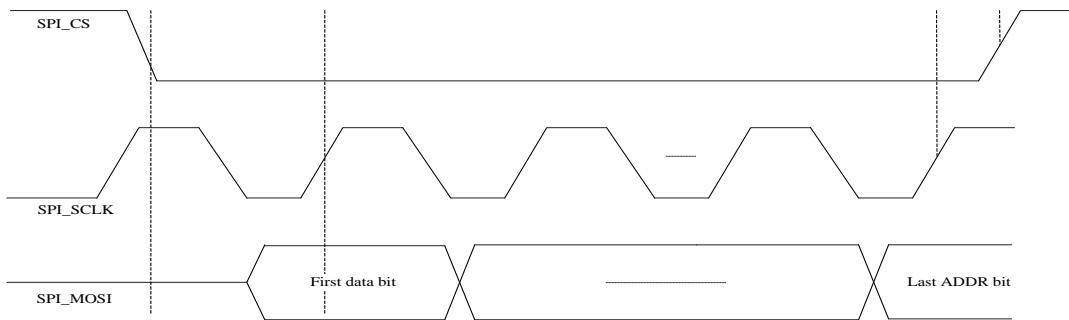 SPI_CS
SPI_SCLK
First data bit
Last ADDR bit
SPI_MOSI